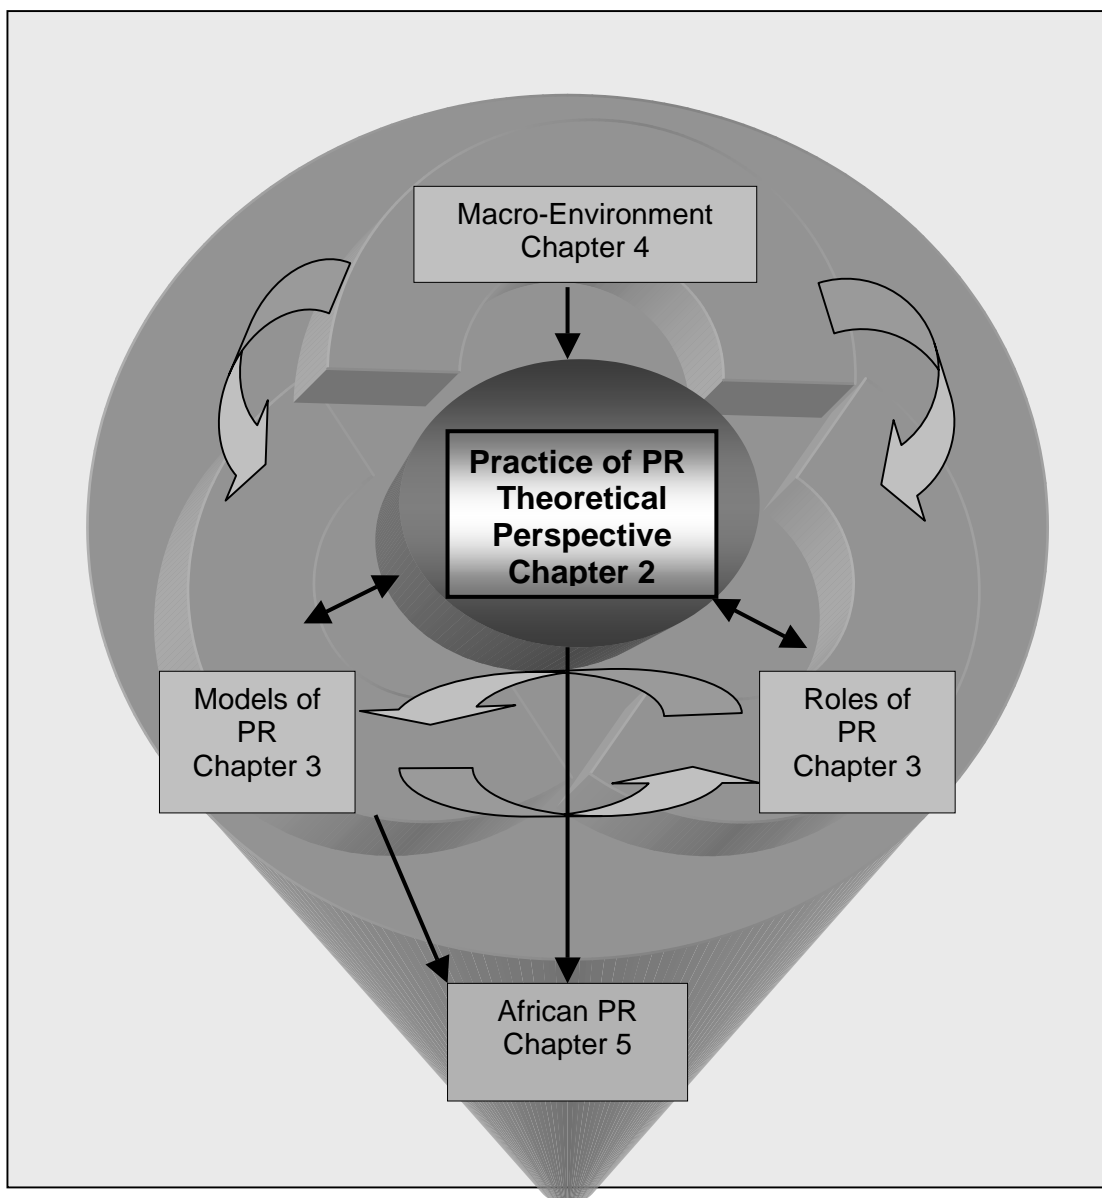 Macro-Environment
Chapter 4
Practice of PR
Theoretical
Perspective
Chapter 2
Models of
PR
Chapter 3
Roles of
PR
Chapter 3
African PR
Chapter 5